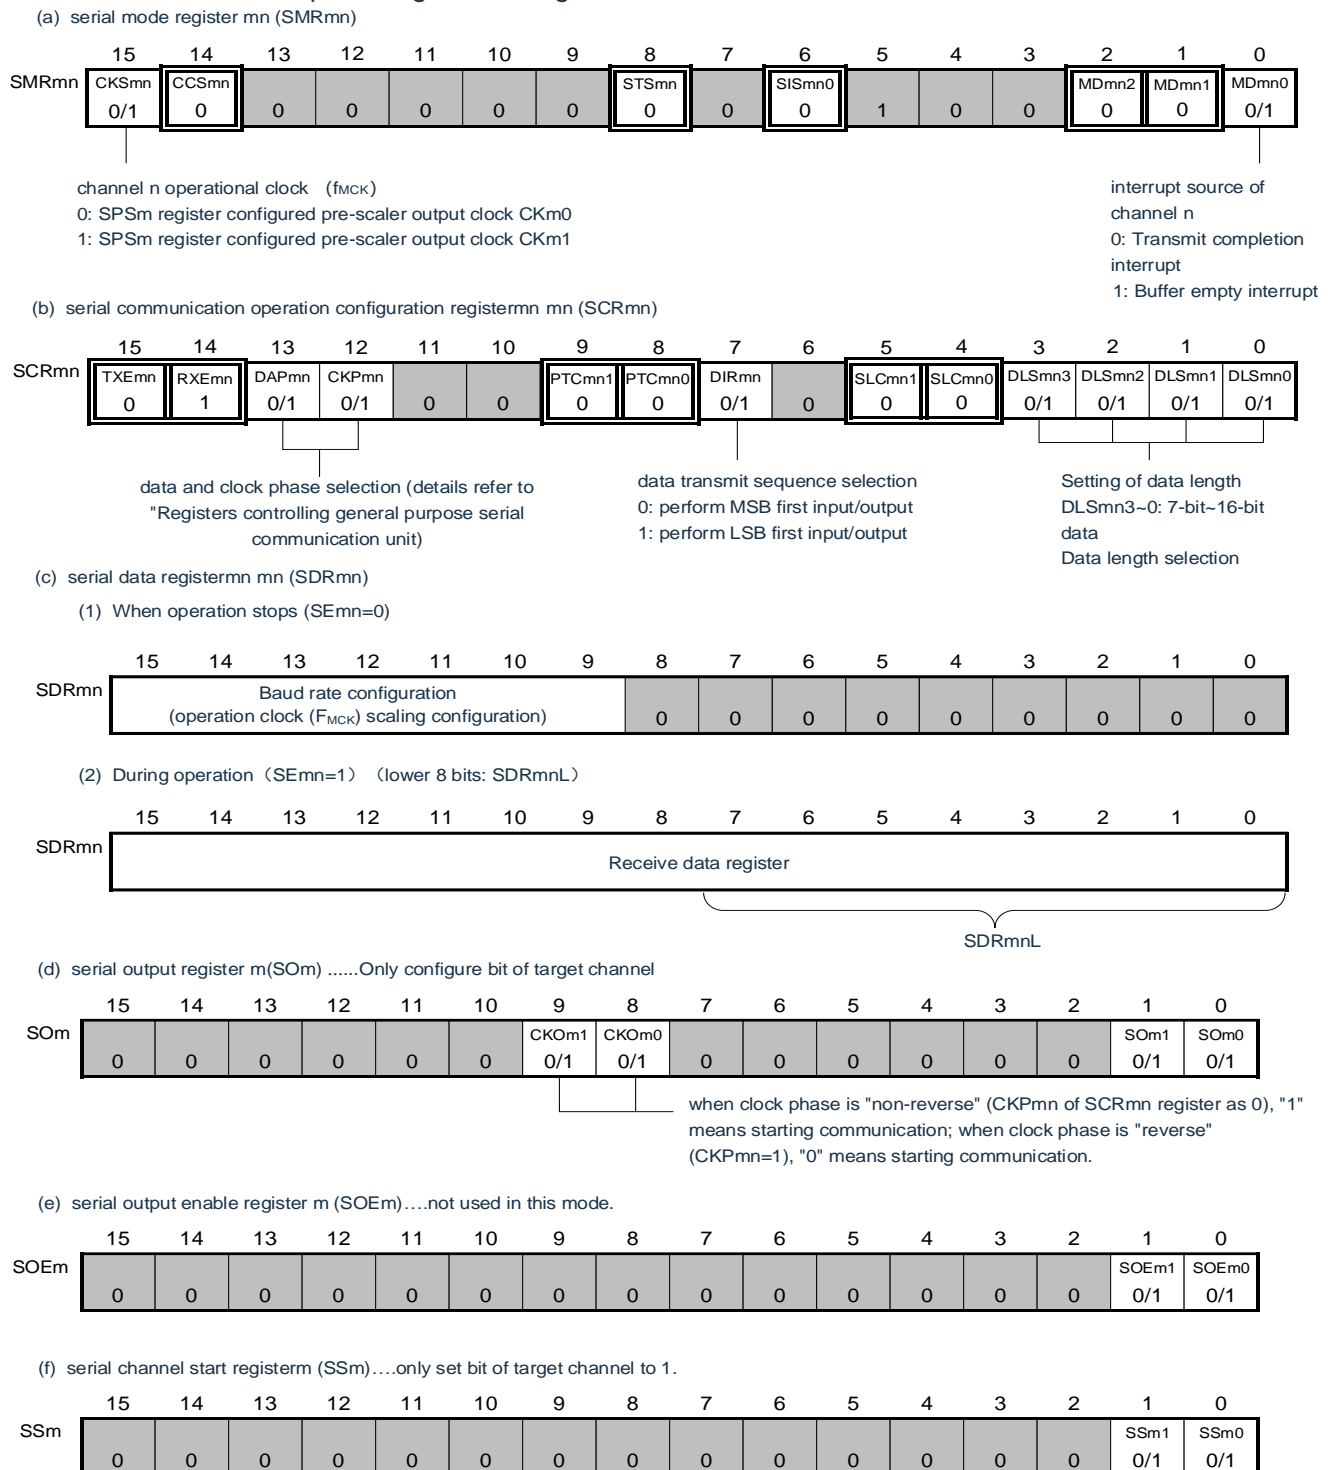 (a) serial mode register mn (SMRmn)
15 14 13 12 11 10 9 8 7 6 5 4 3 2 1 0
SMRmn CKSmn CCSmn STSmn SISmn0 MDmn2 MDmn1 MDmn0
0/1 0 0 0 0 0 0 0 0 0 1 0 0 0 0 0/1
channel n operational clock (fMCK)
0: SPSm register configured pre-scaler output clock CKm0
1: SPSm register configured pre-scaler output clock CKm1
interrupt source of
channel n
0: Transmit completion
interrupt
1: Buffer empty interrupt
(b) serial communication operation configuration registermn mn (SCRmn)
15 14 13 12 11 10 9 8 7 6 5 4 3 2 1 0
SCRmn TXEmn RXEmn DAPmn CKPmn PTCmn1 PTCmn0 DIRmn SLCmn1 SLCmn0 DLSmn3 DLSmn2 DLSmn1 DLSmn0
0 1 0/1 0/1 0 0 0 0 0/1 0 0 0 0/1 0/1 0/1 0/1
data and clock phase selection (details refer to
"Registers controlling general purpose serial
communication unit)
data transmit sequence selection
0: perform MSB first input/output
1: perform LSB first input/output
Setting of data length
DLSmn3~0: 7-bit~16-bit
data
Data length selection
(c) serial data registermn mn (SDRmn)
(1) When operation stops (SEmn=0)
15 14 13 12 11 10 9 8 7 6 5 4 3 2 1 0
SDRmn Baud rate configuration
(operation clock (FMCK) scaling configuration) 0 0 0 0 0 0 0 0 0
(2) During operation（SEmn=1）（lower 8 bits: SDRmnL）
15 14 13 12 11 10 9 8 7 6 5 4 3 2 1 0
SDRmn Receive data register
SDRmnL
(d) serial output register m(SOm) ......Only configure bit of target channel
15 14 13 12 11 10 9 8 7 6 5 4 3 2 1 0
SOm CKOm1 CKOm0 SOm1 SOm0
0 0 0 0 0 0 0/1 0/1 0 0 0 0 0 0 0/1 0/1
when clock phase is "non-reverse" (CKPmn of SCRmn register as 0), "1"
means starting communication; when clock phase is "reverse"
(CKPmn=1), "0" means starting communication.
(e) serial output enable register m (SOEm)....not used in this mode.
15 14 13 12 11 10 9 8 7 6 5 4 3 2 1 0
SOEm SOEm1 SOEm0
0 0 0 0 0 0 0 0 0 0 0 0 0 0 0/1 0/1
(f) serial channel start registerm (SSm)....only set bit of target channel to 1.
15 14 13 12 11 10 9 8 7 6 5 4 3 2 1 0
SSm SSm1 SSm0
0 0 0 0 0 0 0 0 0 0 0 0 0 0 0/1 0/1